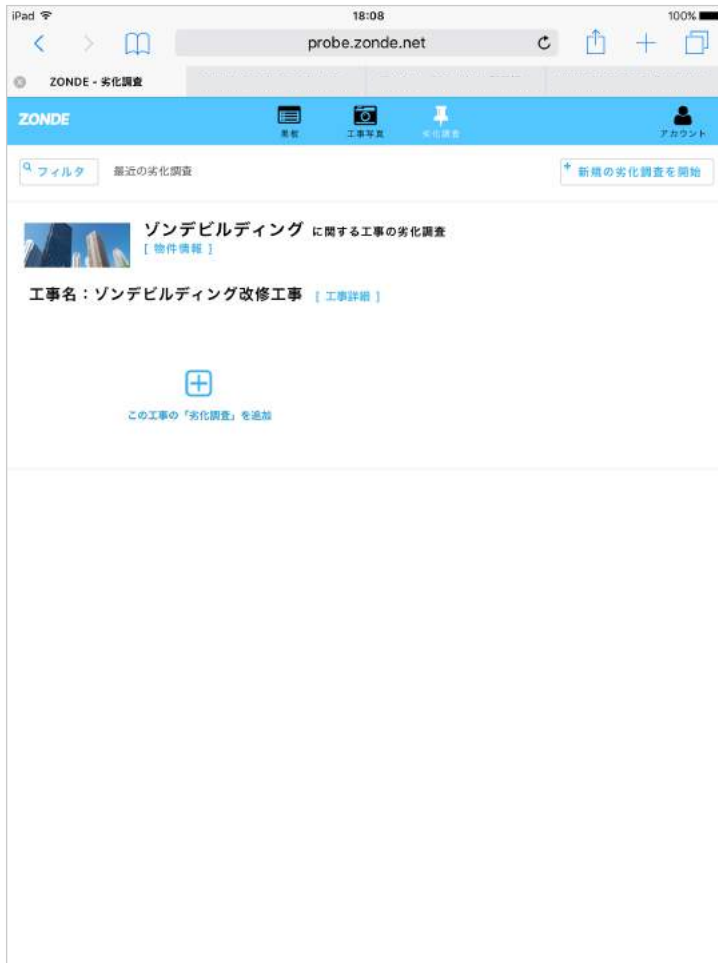 iPad 18:08 100%
probe.zonde.net
ZONDE - 劣化調査
ZONDE 黒板 工事写真 劣化調査 アカウント
フィルタ 最近の劣化調査 新規の劣化調査を開始
ゾンデビルディング に関する工事の劣化調査
[ 物件情報 ]
工事名：ゾンデビルディング改修工事 [ 工事詳細 ]
この工事の「劣化調査」を追加